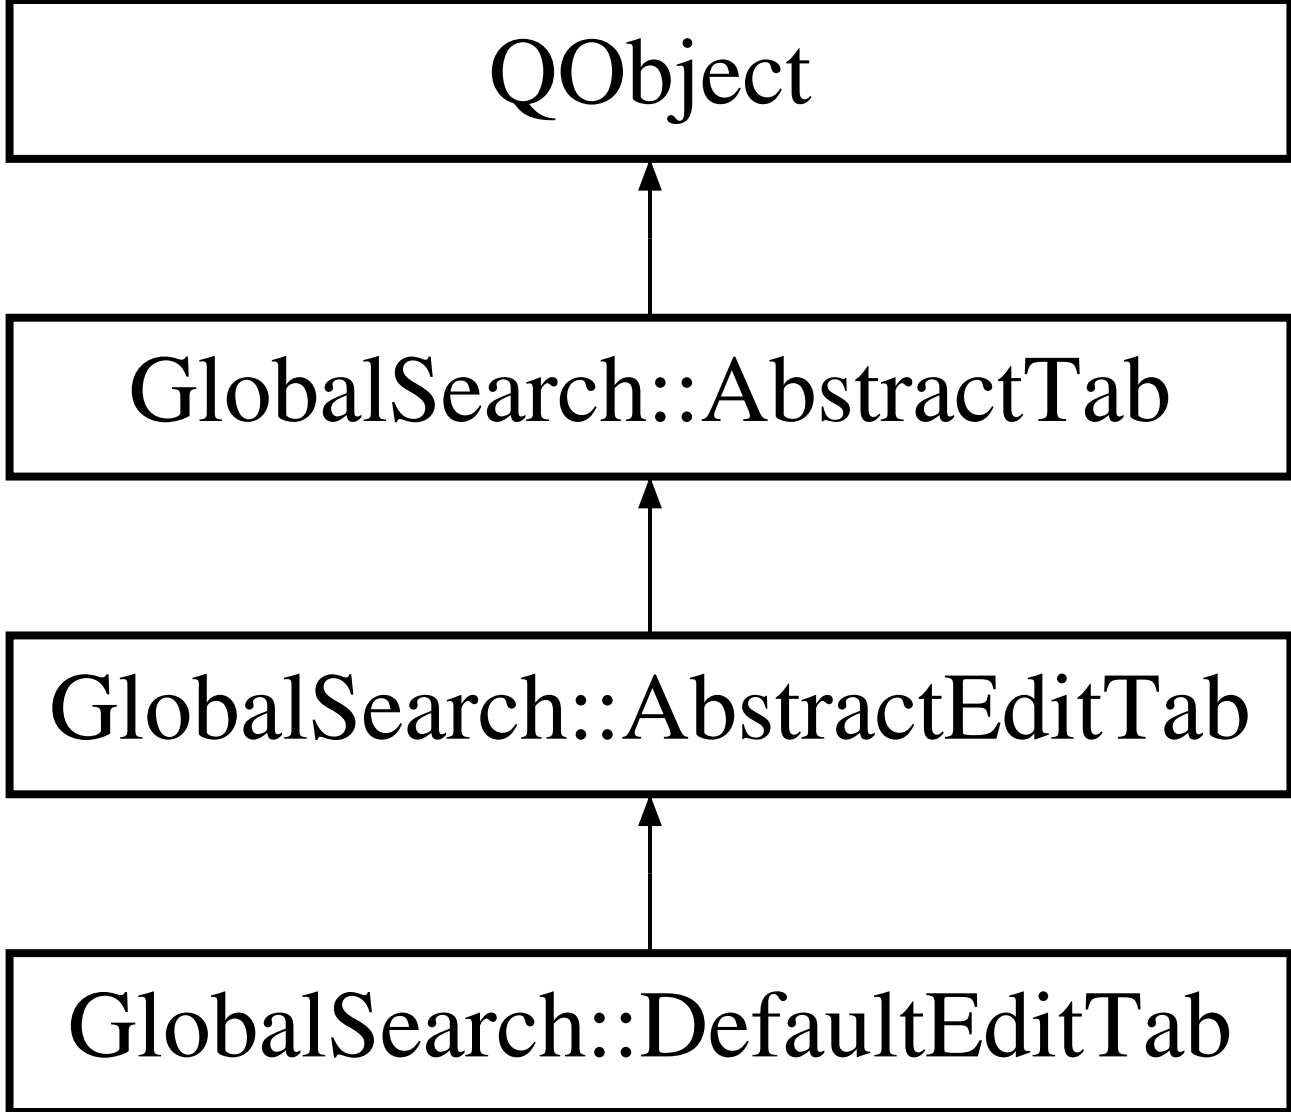 QObject
GlobalSearch::AbstractTab
GlobalSearch::AbstractEditTab
GlobalSearch::DefaultEditTab